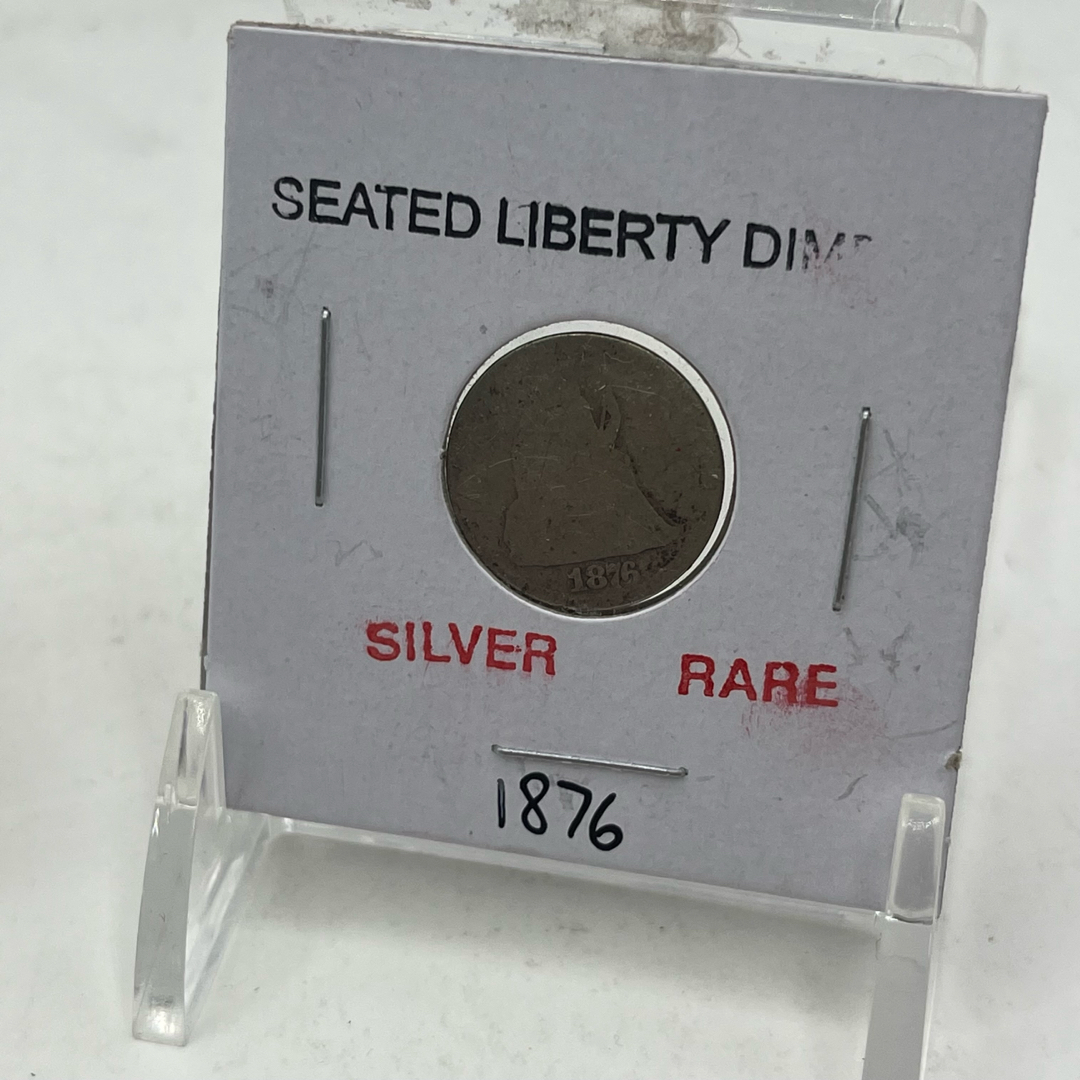 SEATED LIBERTY DIME
1876
SILVER RARE
1876